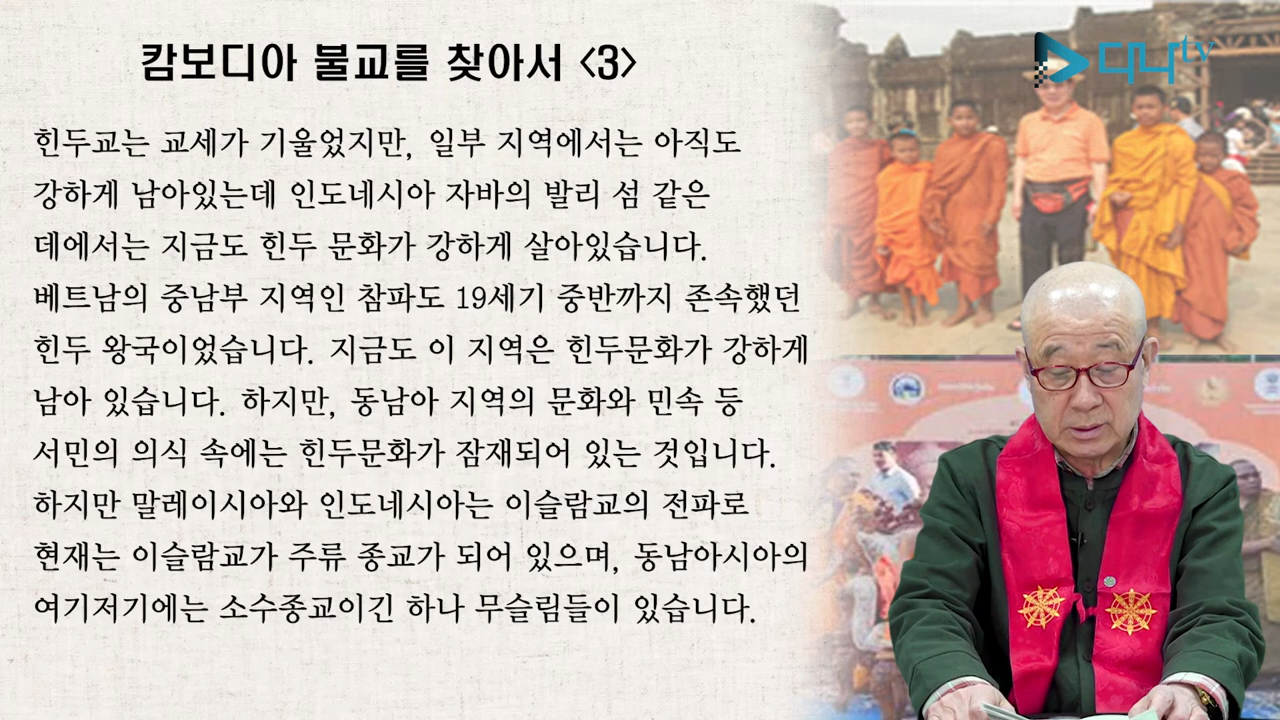 캄보디아 불교를 찾아서 <3>
다나tv
힌두교는 교세가 기울었지만, 일부 지역에서는 아직도
강하게 남아있는데 인도네시아 자바의 발리 섬 같은
데에서는 지금도 힌두 문화가 강하게 살아있습니다.
베트남의 중남부 지역인 참파도 19세기 중반까지 존속했던
힌두 왕국이었습니다. 지금도 이 지역은 힌두문화가 강하게
남아 있습니다. 하지만, 동남아 지역의 문화와 민속 등
서민의 의식 속에는 힌두문화가 잠재되어 있는 것입니다.
하지만 말레이시아와 인도네시아는 이슬람교의 전파로
현재는 이슬람교가 주류 종교가 되어 있으며, 동남아시아의
여기저기에는 소수종교이긴 하나 무슬림들이 있습니다.